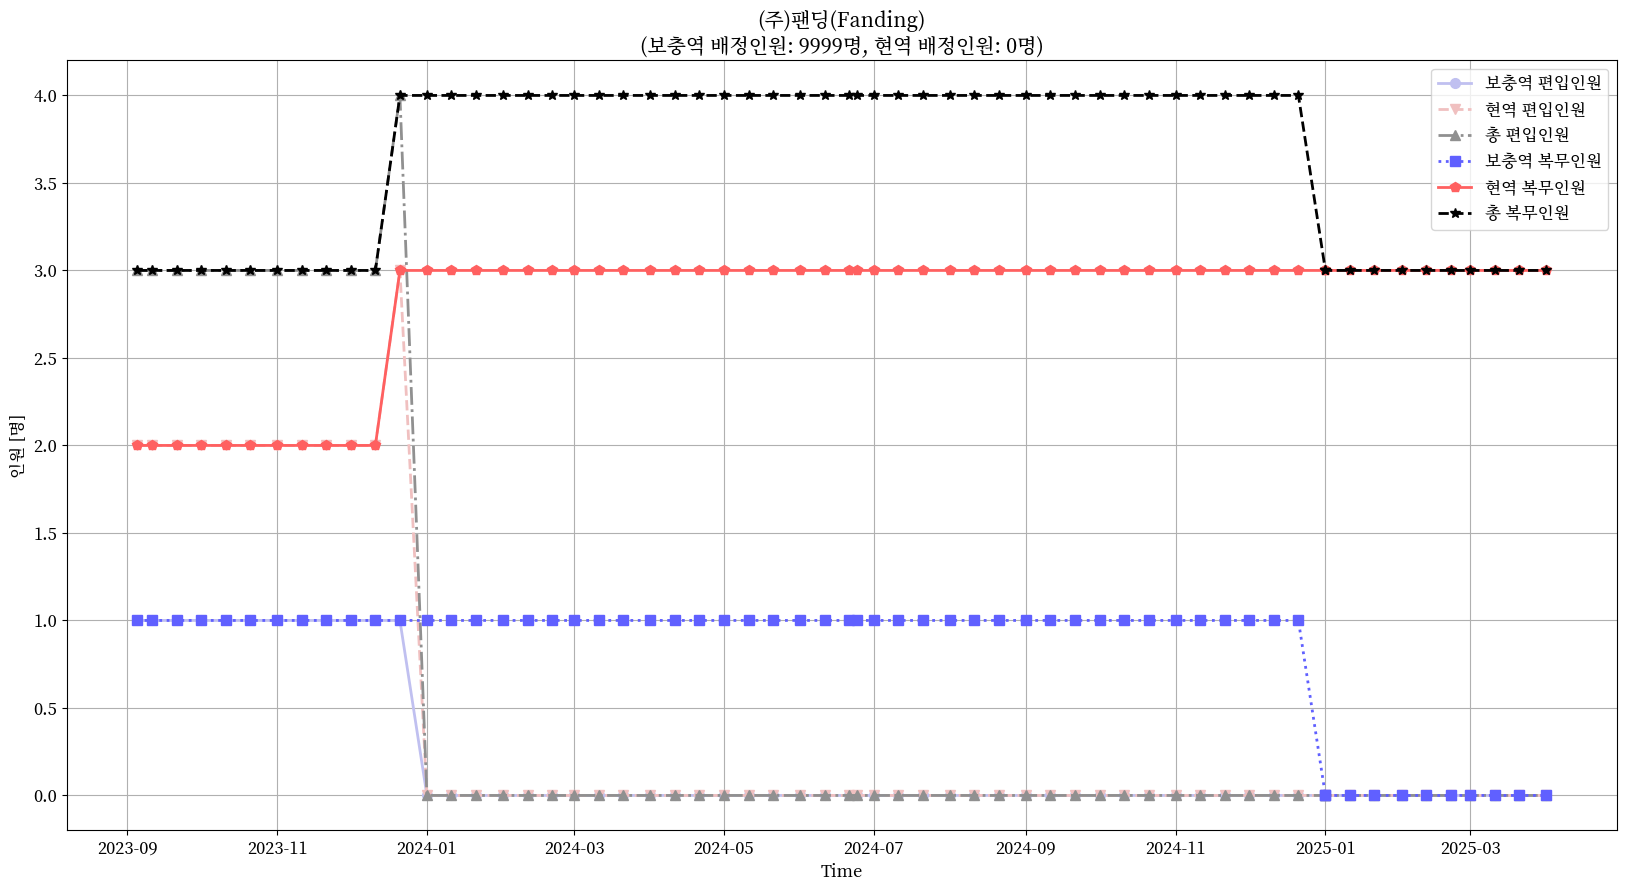 (주)팬딩(Fanding)
(보충역 배정인원: 9999명, 현역 배정인원: 0명)
보충역 편입인원
현역 편입인원
총 편입인원
보충역 복무인원
현역 복무인원
총 복무인원
인원 [명]
4.0
3.5
3.0
2.5
2.0
1.5
1.0
0.5
0.0
2023-09 2023-11 2024-01 2024-03 2024-05 2024-07 2024-09 2024-11 2025-01 2025-03
Time